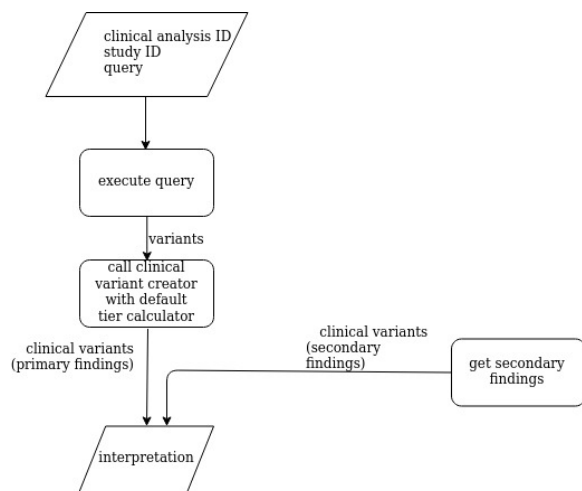 clinical analysis ID
study ID
query
execute query
variants
call clinical
variant creator
with default
tier calculator
clinical variants
(primary findings)
clinical variants
(secondary
findings)
get secondary
findings
interpretation